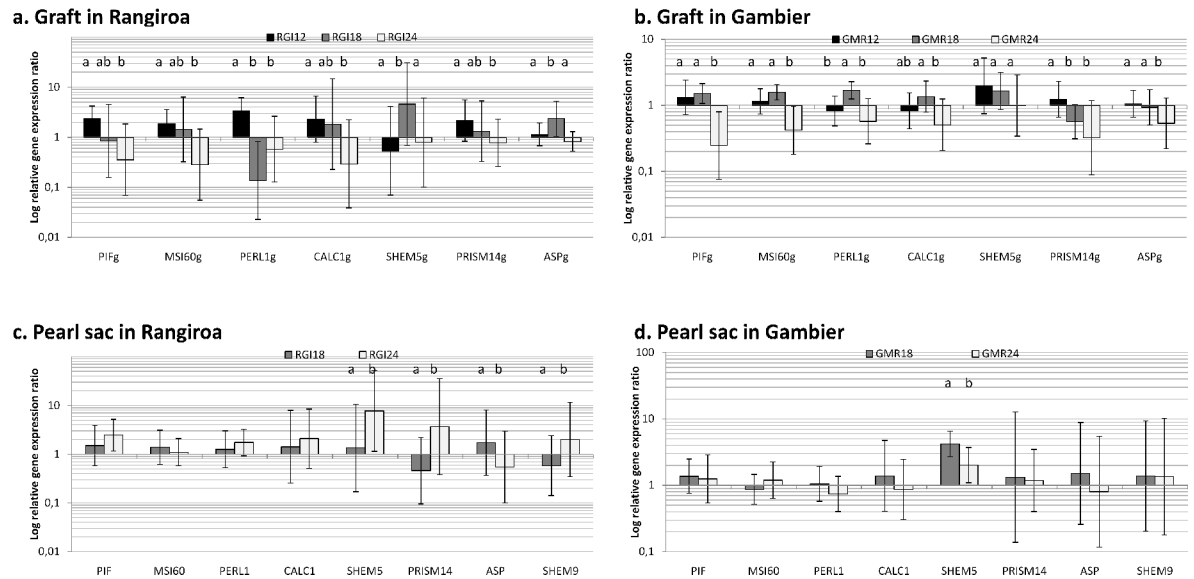 a. Graft in Rangiroa
RGI12 RGI18 RGI24
a ab b a ab b a b b a ab b a b a a ab b a b a
Log relative gene expression ratio
10
1
0,1
0,01
PIFg MSI60g PERL1g CALC1g SHEM5g PRISM14g ASPg
b. Graft in Gambier
GMR12 GMR18 GMR24
a a b a a b b a b ab a b a a a a b b a a b
Log relative gene expression ratio
10
1
0,1
0,01
PIFg MSI60g PERL1g CALC1g SHEM5g PRISM14g ASPg
c. Pearl sac in Rangiroa
RGI18 RGI24
a b a b a b a b
Log relative gene expression ratio
10
1
0,1
0,01
PIF MSI60 PERL1 CALC1 SHEM5 PRISM14 ASP SHEM9
d. Pearl sac in Gambier
GMR18 GMR24
a b
Log relative gene expression ratio
100
10
1
0,1
PIF MSI60 PERL1 CALC1 SHEM5 PRISM14 ASP SHEM9